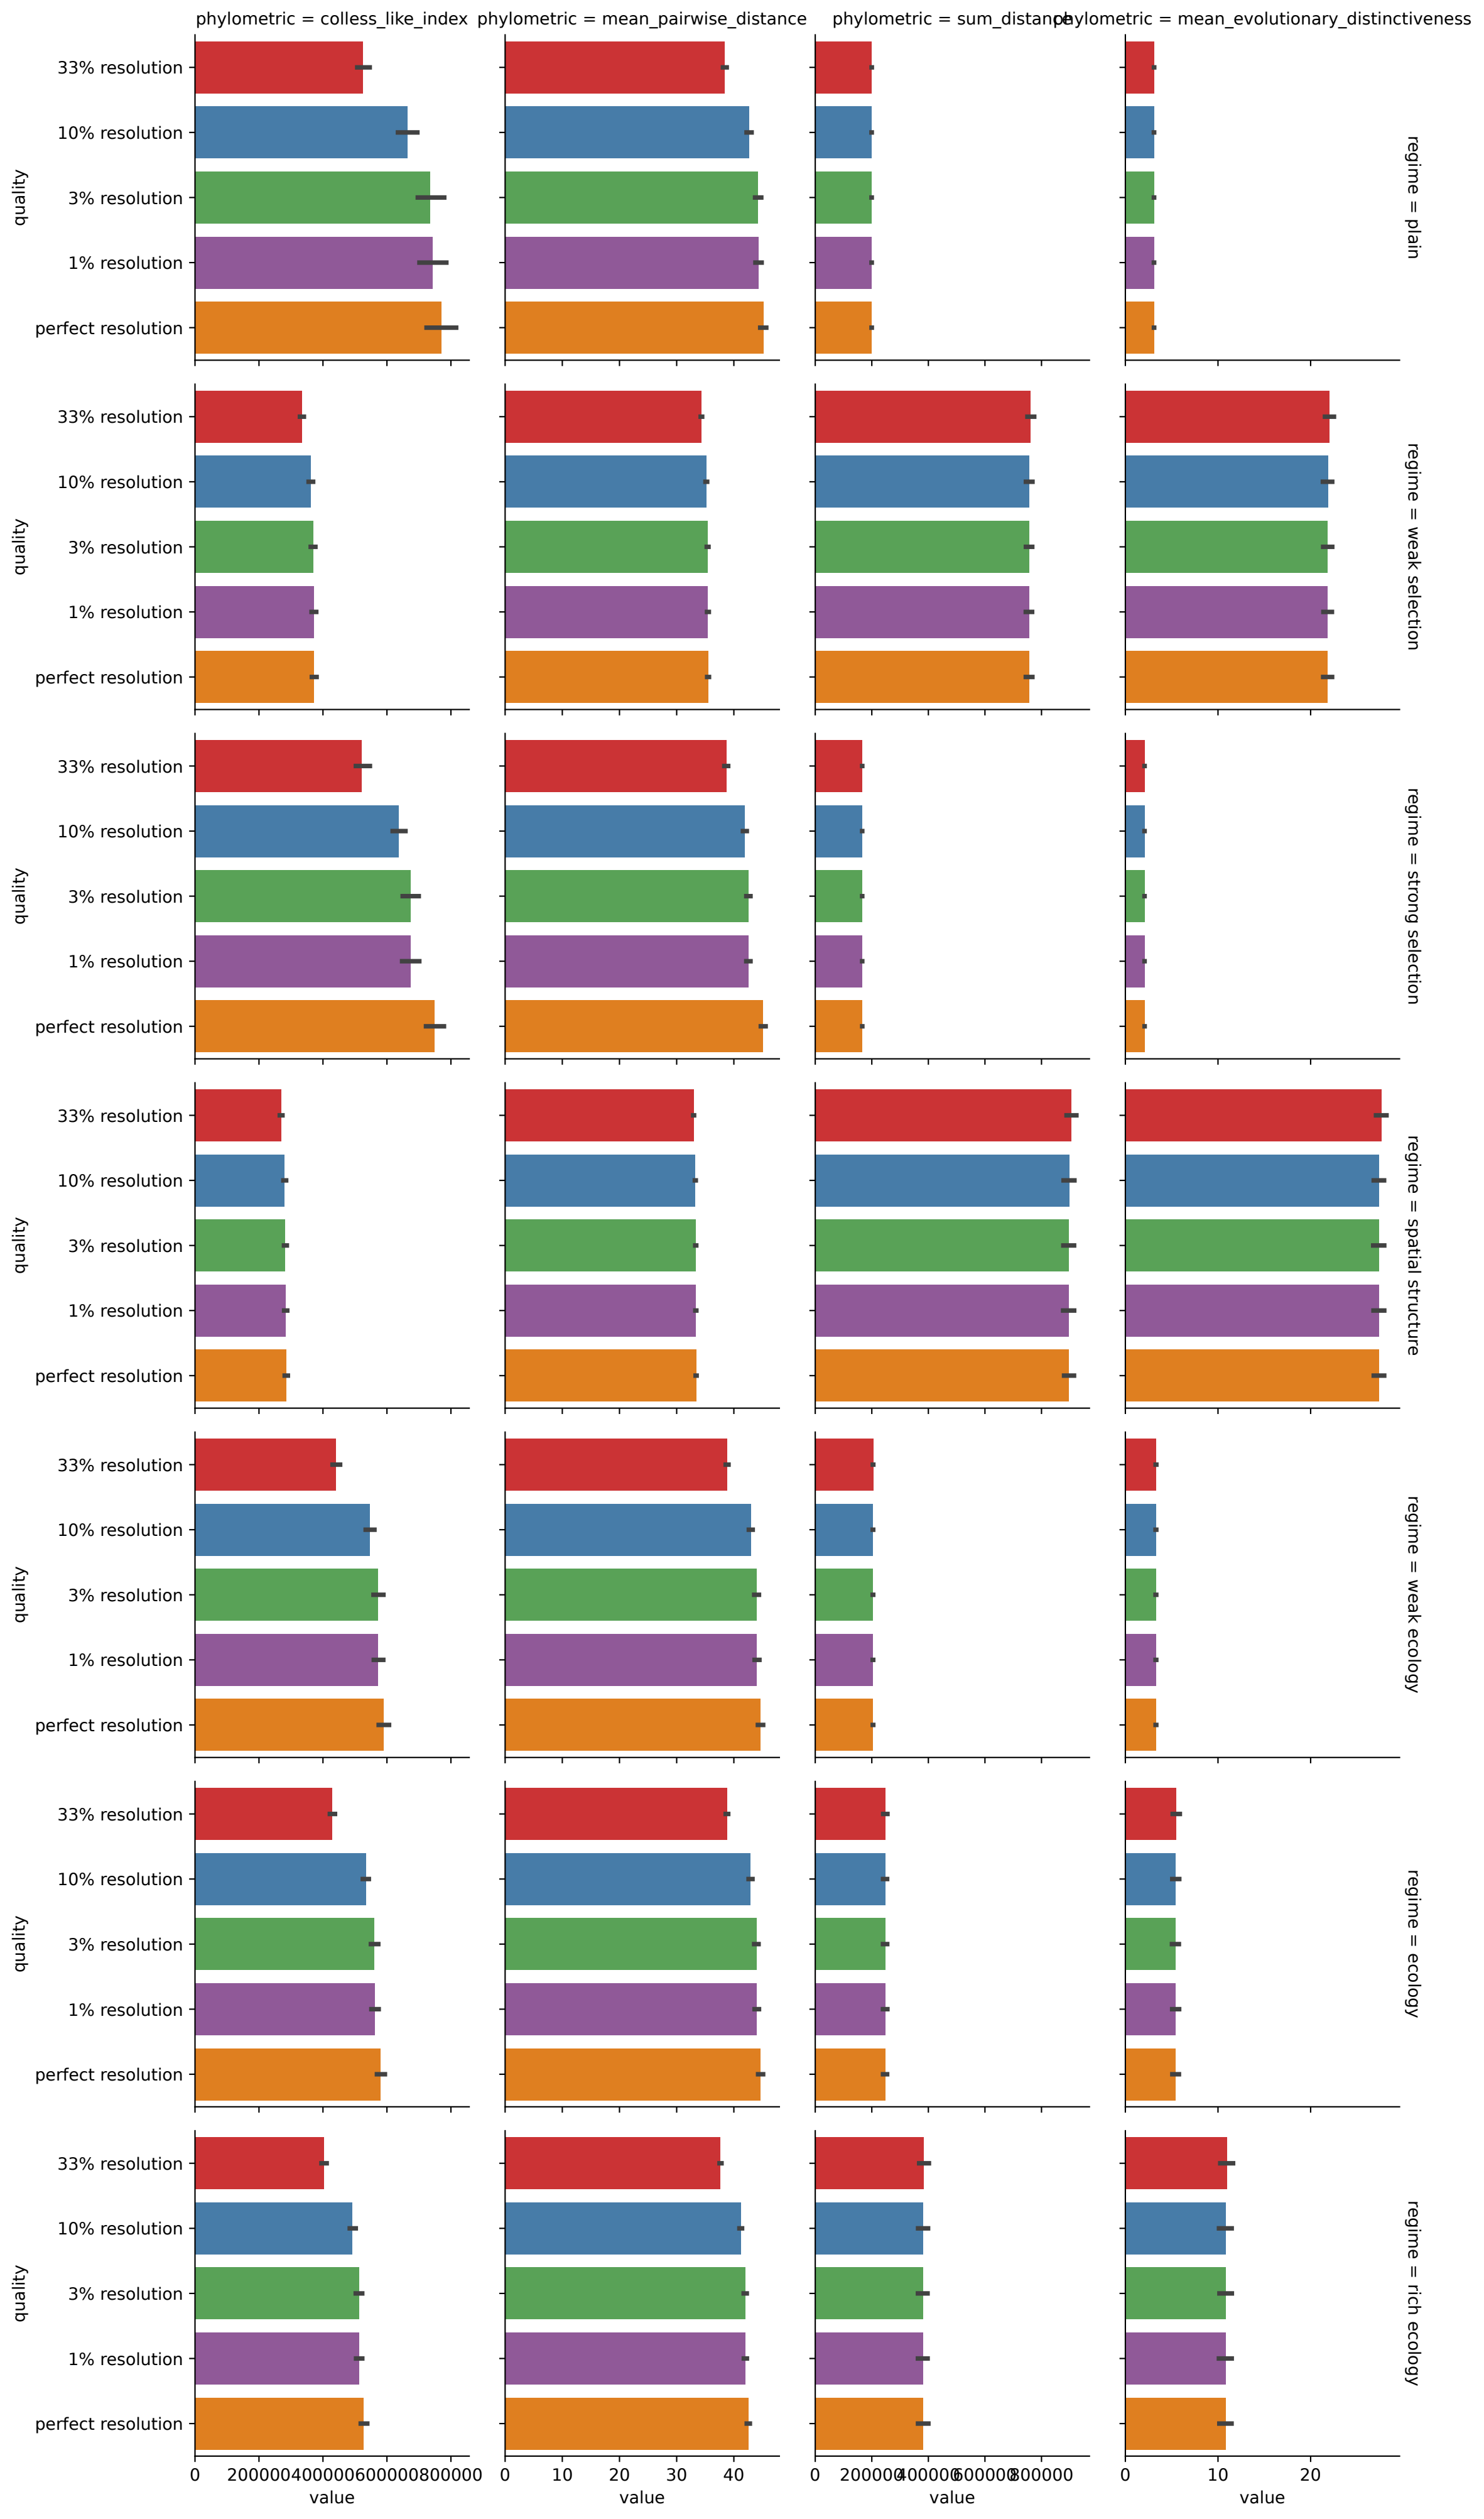 phylometric = colless_like_index
phylometric = mean_pairwise_distance
phylometric = sum_distance
phylometric = mean_evolutionary_distinctiveness
quality
33% resolution
10% resolution
3% resolution
1% resolution
perfect resolution
regime = plain
quality
33% resolution
10% resolution
3% resolution
1% resolution
perfect resolution
regime = weak selection
quality
33% resolution
10% resolution
3% resolution
1% resolution
perfect resolution
regime = strong selection
quality
33% resolution
10% resolution
3% resolution
1% resolution
perfect resolution
regime = spatial structure
quality
33% resolution
10% resolution
3% resolution
1% resolution
perfect resolution
regime = weak ecology
quality
33% resolution
10% resolution
3% resolution
1% resolution
perfect resolution
regime = ecology
quality
33% resolution
10% resolution
3% resolution
1% resolution
perfect resolution
regime = rich ecology
0 200000 400000 600000 800000
value
0 10 20 30 40
value
0 200000 400000 600000 800000
value
0 10 20
value